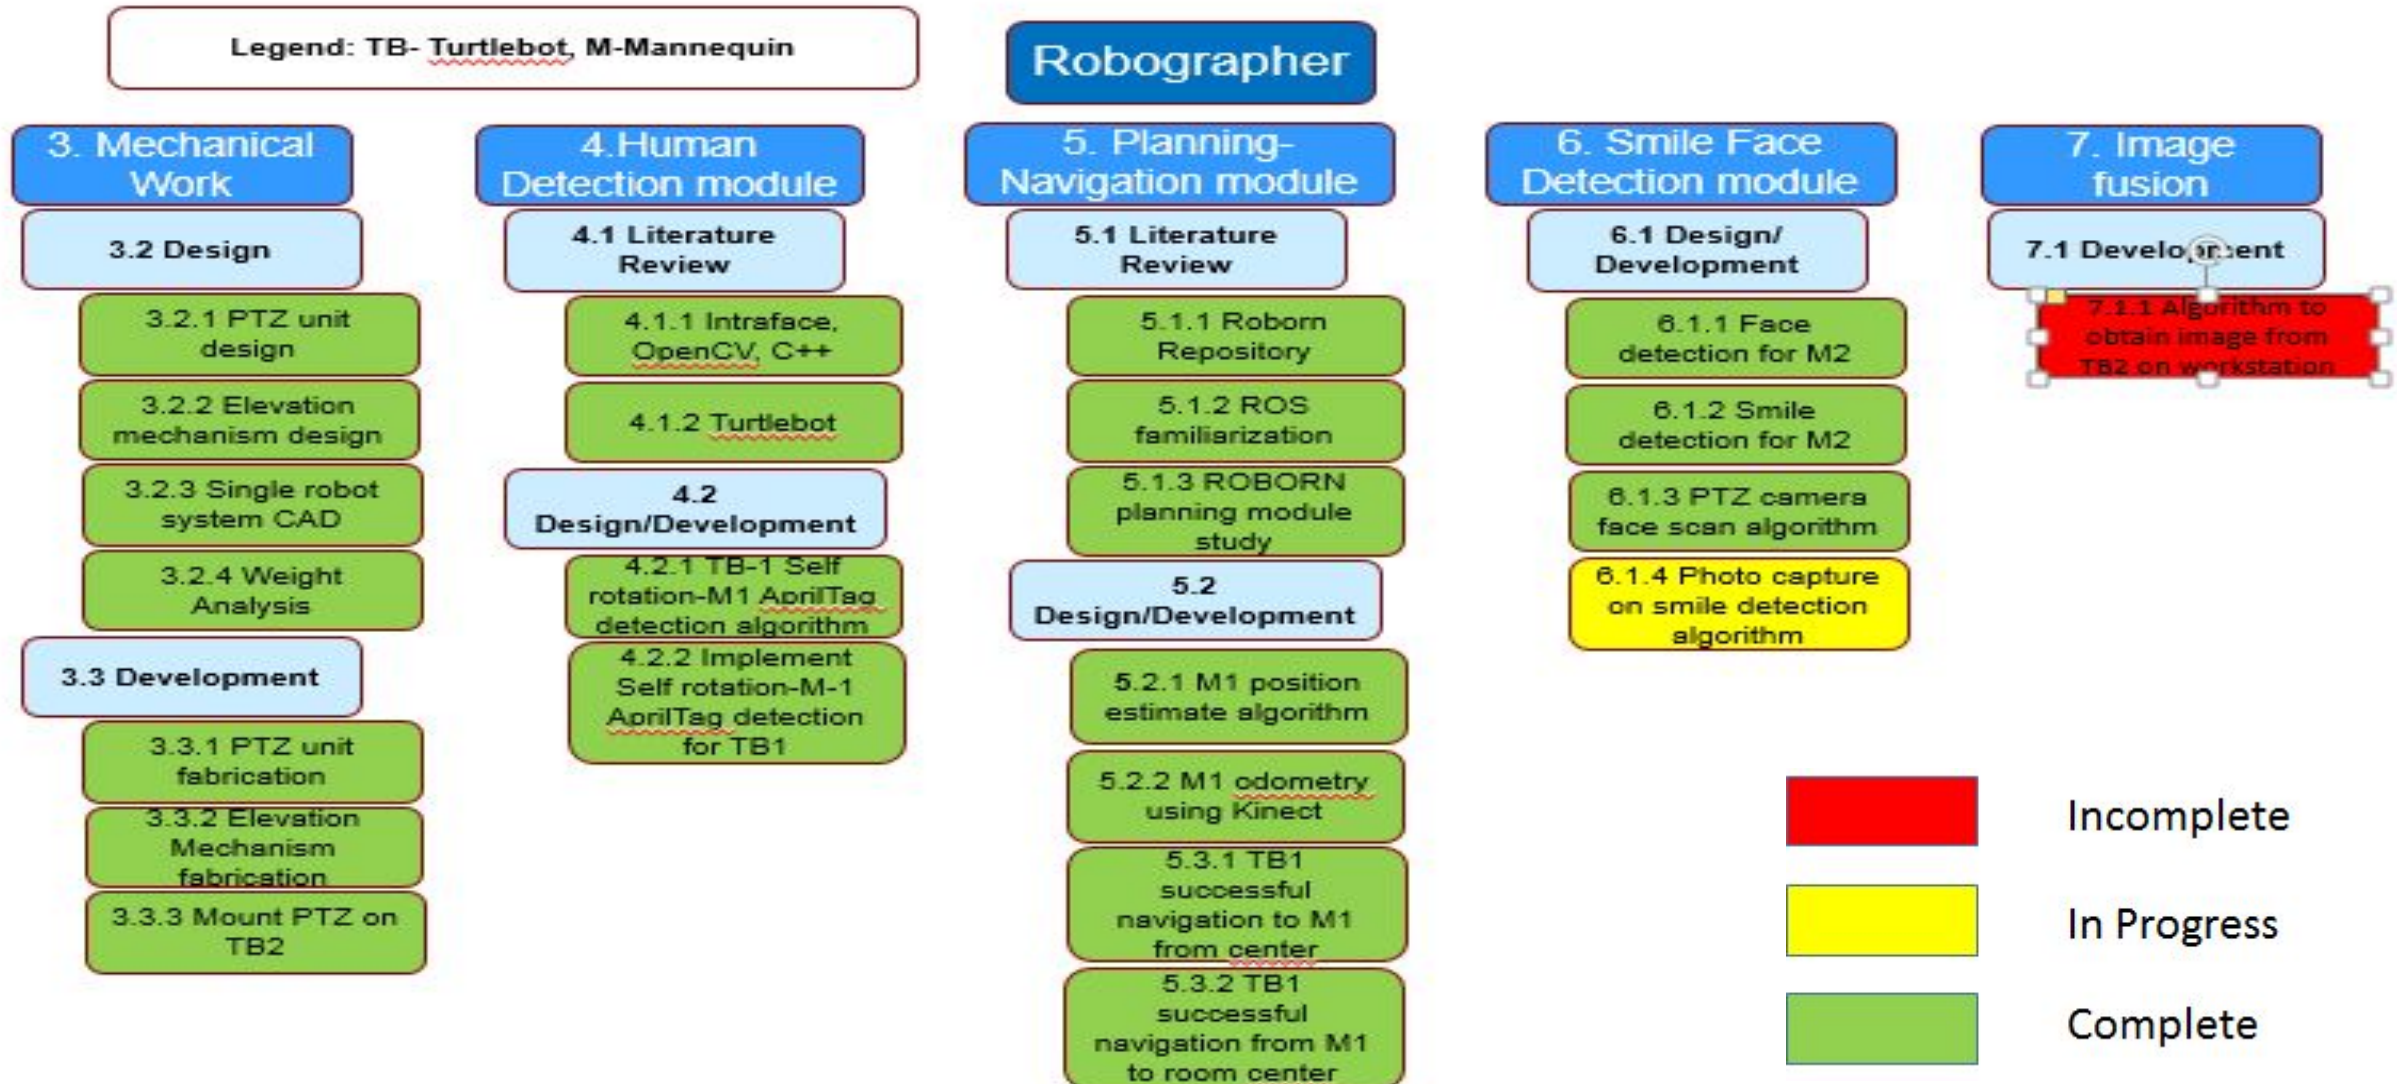 Legend: TB- Turtlebot, M-Mannequin
Robographer
3. Mechanical
Work
3.2 Design
3.2.1 PTZ unit
design
3.2.2 Elevation
mechanism design
3.2.3 Single robot
system CAD
3.2.4 Weight
Analysis
3.3 Development
3.3.1 PTZ unit
fabrication
3.3.2 Elevation
Mechanism
fabrication
3.3.3 Mount PTZ on
TB2
4.Human
Detection module
4.1 Literature
Review
4.1.1 Intraface,
OpenCV, C++
4.1.2 Turtlebot
4.2
Design/Development
4.2.1 TB-1 Self
rotation-M1 AprilTag
detection algorithm
4.2.2 Implement
Self rotation-M-1
AprilTag detection
for TB1
5. Planning-
Navigation module
5.1 Literature
Review
5.1.1 Roborn
Repository
5.1.2 ROS
familiarization
5.1.3 ROBORN
planning module
study
5.2
Design/Development
5.2.1 M1 position
estimate algorithm
5.2.2 M1 odometry
using Kinect
5.3.1 TB1
successful
navigation to M1
from center
5.3.2 TB1
successful
navigation from M1
to room center
6. Smile Face
Detection module
6.1 Design/
Development
6.1.1 Face
detection for M2
6.1.2 Smile
detection for M2
6.1.3 PTZ camera
face scan algorithm
6.1.4 Photo capture
on smile detection
algorithm
7. Image
fusion
7.1 Development
7.1.1 Algorithm to
obtain image from
TB2 on workstation
Incomplete
In Progress
Complete